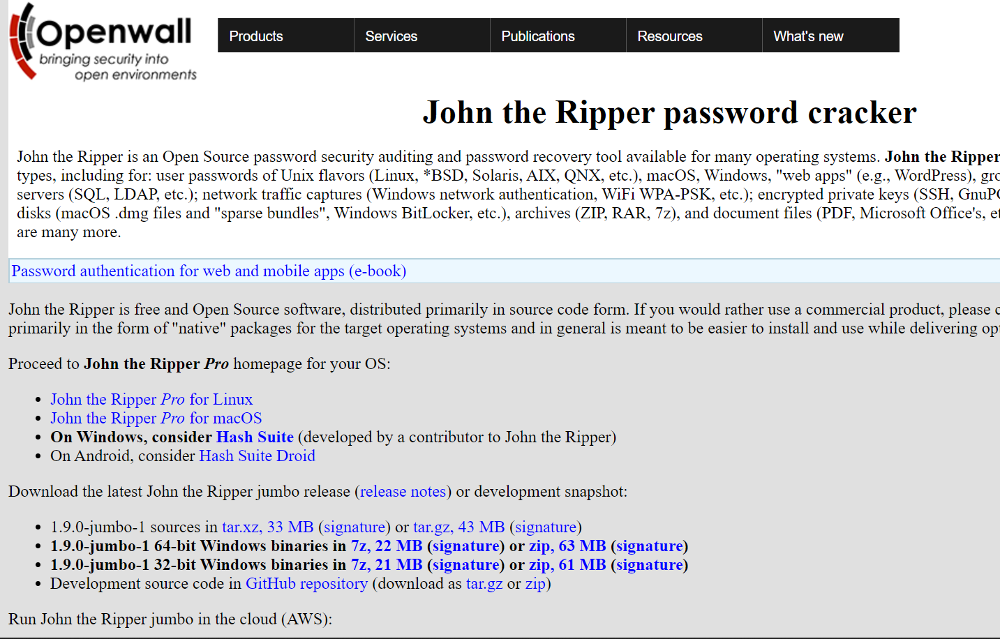 Openwall
bringing security into
open environments
Products
Services
Publications
Resources
What's new
John the Ripper password cracker
John the Ripper is an Open Source password security auditing and password recovery tool available for many operating systems. John the Ripper
types, including for: user passwords of Unix flavors (Linux, *BSD, Solaris, AIX, QNX, etc.), macOS, Windows, "web apps" (e.g., WordPress),
servers (SQL, LDAP, etc.); network traffic captures (Windows network authentication, WiFi WPA-PSK, etc.); encrypted private keys (SSH,
disks (macOS .dmg files and "sparse bundles", Windows BitLocker, etc.), archives (ZIP, RAR, 7z), and document files (PDF, Microsoft Office's,
are many more.
Password authentication for web and mobile apps (e-book)
John the Ripper is free and Open Source software, distributed primarily in source code form. If you would rather use a commercial product, please
primarily in the form of "native" packages for the target operating systems and in general is meant to be easier to install and use while delivering
Proceed to John the Ripper Pro homepage for your OS:
• John the Ripper Pro for Linux
• John the Ripper Pro for macOS
• On Windows, consider Hash Suite (developed by a contributor to John the Ripper)
• On Android, consider Hash Suite Droid
Download the latest John the Ripper jumbo release (release notes) or development snapshot:
• 1.9.0-jumbo-1 sources in tar.xz, 33 MB (signature) or tar.gz, 43 MB (signature)
• 1.9.0-jumbo-1 64-bit Windows binaries in 7z, 22 MB (signature) or zip, 63 MB (signature)
• 1.9.0-jumbo-1 32-bit Windows binaries in 7z, 21 MB (signature) or zip, 61 MB (signature)
• Development source code in GitHub repository (download as tar.gz or zip)
Run John the Ripper jumbo in the cloud (AWS):